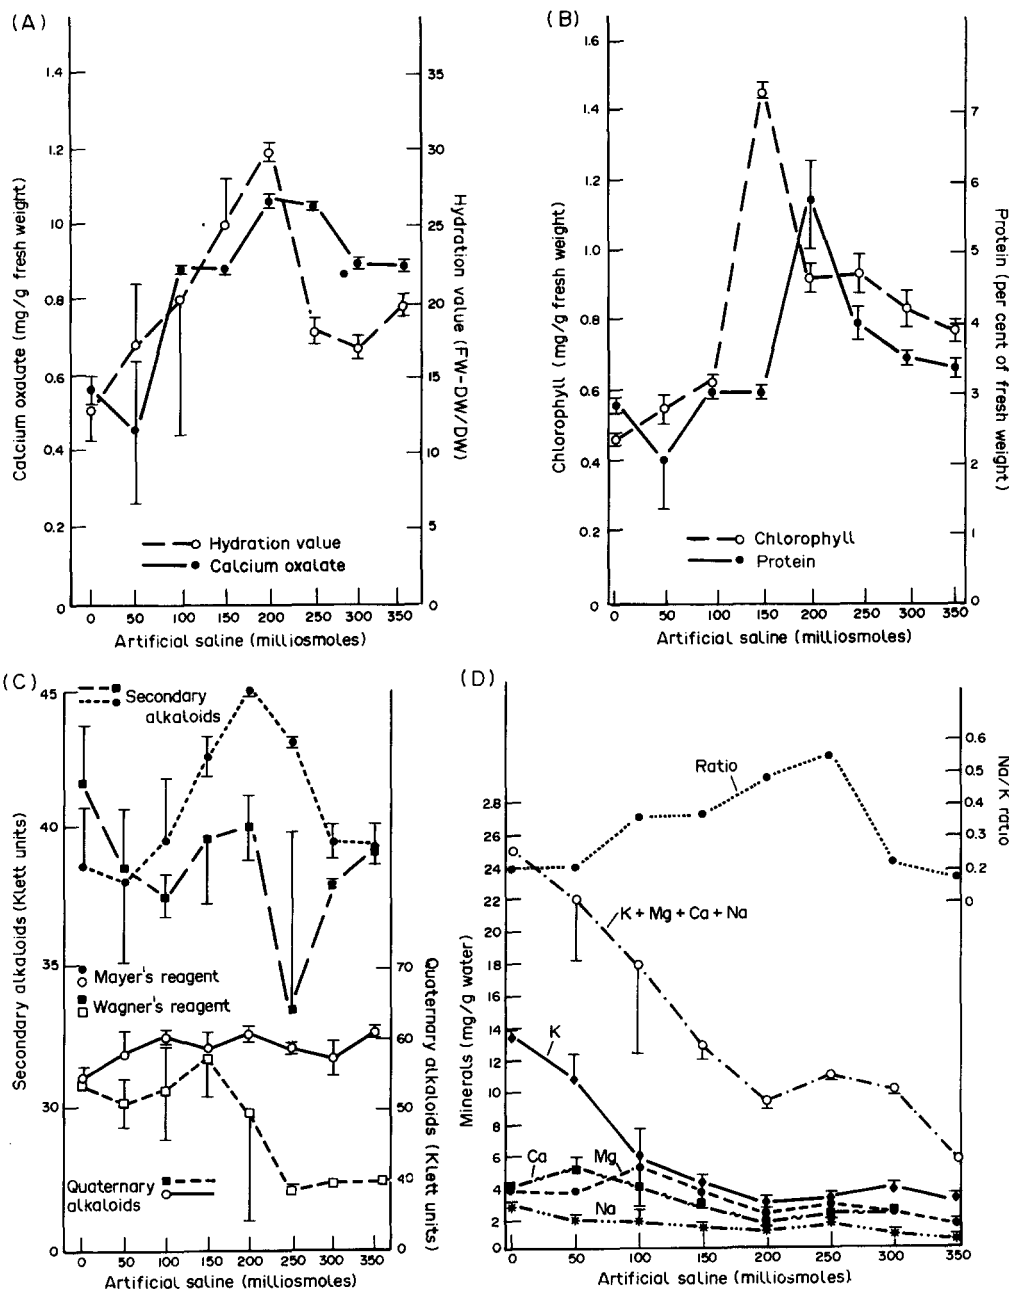 (A)
1.4
1.2
10
0.8
0.6
0.4
0.2
0
Calcium oxalate (mg/g fresh weight)
35
30
25
20
15
10
5
0
Hydration value (FW-DW/DW)
Hydration value
Calcium oxalate
0 50 100 150 200 250 300 350
Artificial saline (milliosmoles)
(B)
1.6
1.4
1.2
1.0
0.8
0.6
0.4
0.2
0
Chlorophyll (mg/g fresh weight)
7
6
5
4
3
2
1
0
Protein (per cent of fresh weight)
Chlorophyll
Protein
0 50 100 150 200 250 300 350
Artificial saline (milliosmoles)
(C)
45
40
35
30
0
Secondary alkaloids (Klett units)
Secondary
alkaloids
Mayer's reagent
Wagner's reagent
Quaternary
alkaloids
70
60
50
40
0
Quaternary alkaloids (Klett units)
0 50 100 150 200 250 300 350
Artificial saline (milliosmoles)
(D)
28
26
24
22
20
18
16
14
12
10
8
6
4
2
0
Minerals (mg/g water)
0.6
0.5
0.4
0.3
0.2
0
Na/K ratio
Ratio
K + Mg + Ca + Na
K
Ca
Mg
Na
0 50 100 150 200 250 300 350
Artificial saline (milliosmoles)